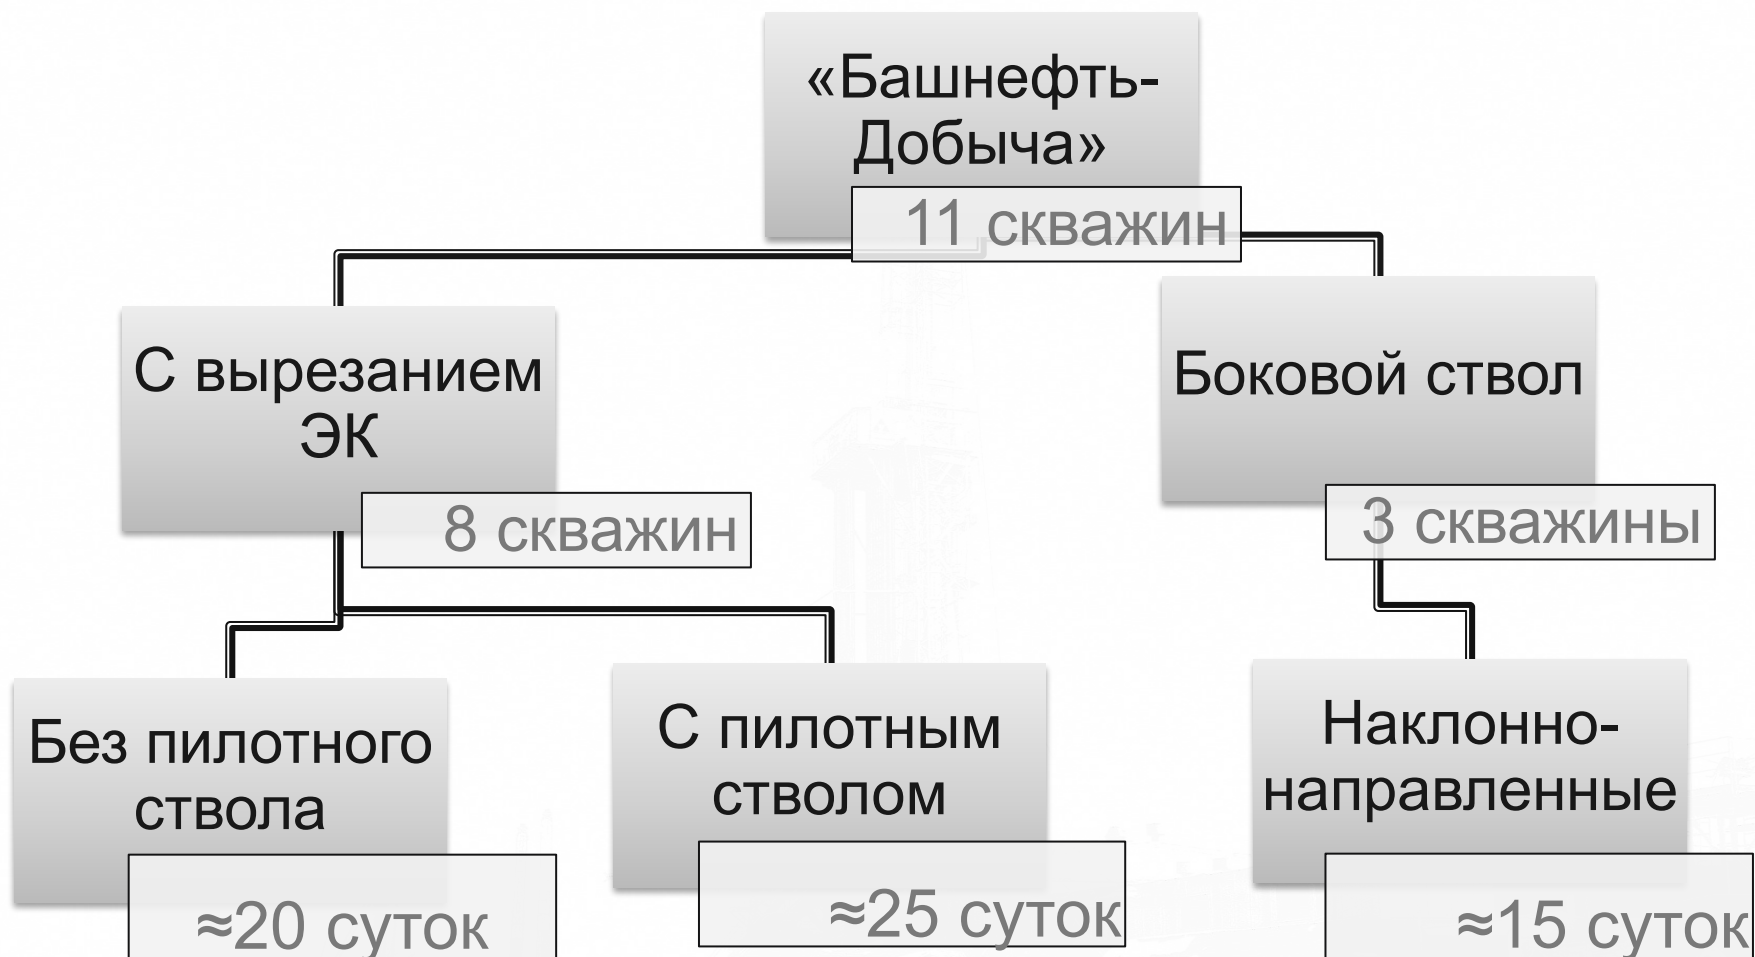 «Башнефть-
Добыча»
11 скважин
С вырезанием
ЭК
8 скважин
Боковой ствол
3 скважины
Без пилотного
ствола
≈20 суток
С пилотным
стволом
≈25 суток
Наклонно-
направленные
≈15 суток